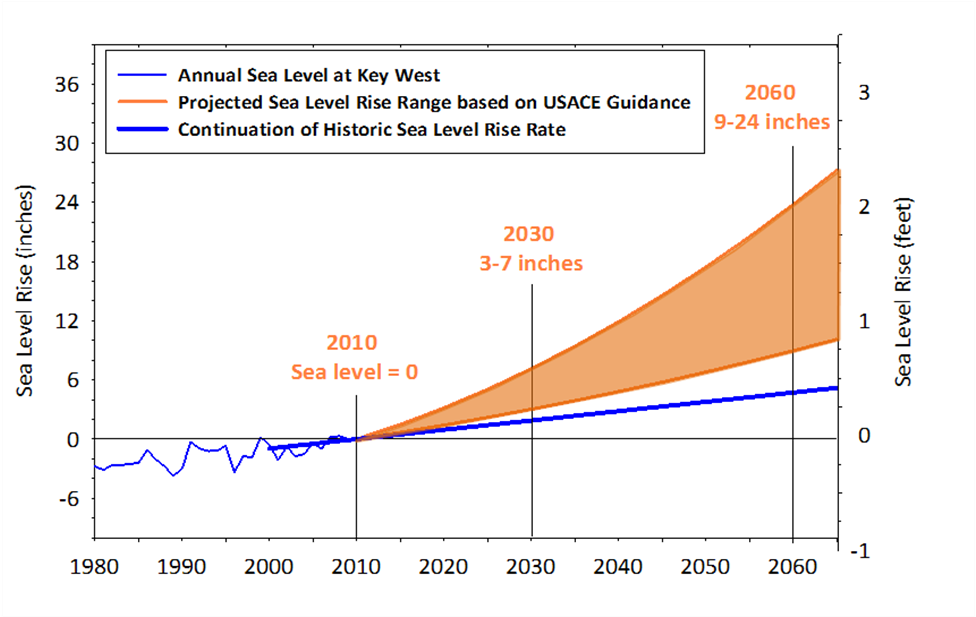 Annual Sea Level at Key West
Projected Sea Level Rise Range based on USACE Guidance
Continuation of Historic Sea Level Rise Rate
2060
9-24 inches
2030
3-7 inches
2010
Sea level = 0
Sea Level Rise (inches)
36
30
24
18
12
6
0
-6
Sea Level Rise (feet)
3
2
1
0
-1
1980 1990 2000 2010 2020 2030 2040 2050 2060